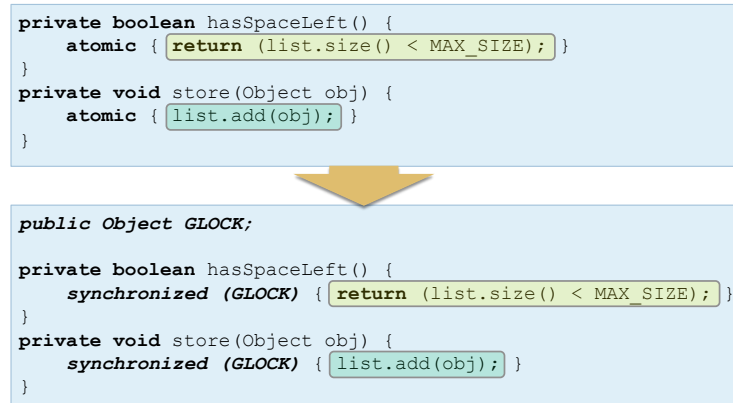 private boolean hasSpaceLeft() {
    atomic { return (list.size() < MAX_SIZE); }
}
private void store(Object obj) {
    atomic { list.add(obj); }
}
public Object GLOCK;
private boolean hasSpaceLeft() {
    synchronized (GLOCK) { return (list.size() < MAX_SIZE); }
}
private void store(Object obj) {
    synchronized (GLOCK) { list.add(obj); }
}